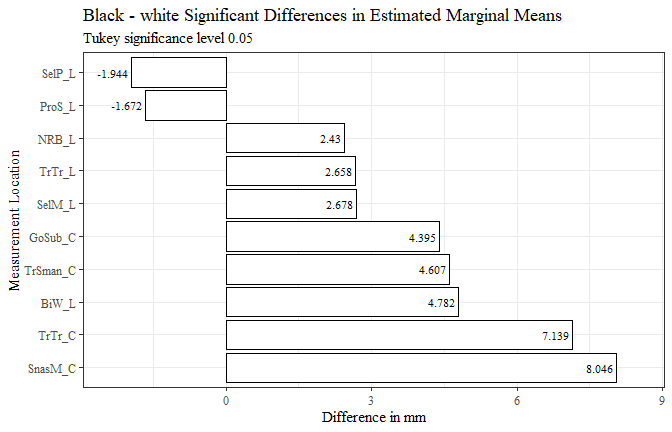 Black - white Significant Differences in Estimated Marginal Means
Tukey significance level 0.05
Measurement Location
SelP_L -1.944
ProS_L -1.672
NRB_L 2.43
TrTr_L 2.658
SelM_L 2.678
GoSub_C 4.395
TrSman_C 4.607
BiW_L 4.782
TrTr_C 7.139
SnasM_C 8.046
0 3 6 9
Difference in mm